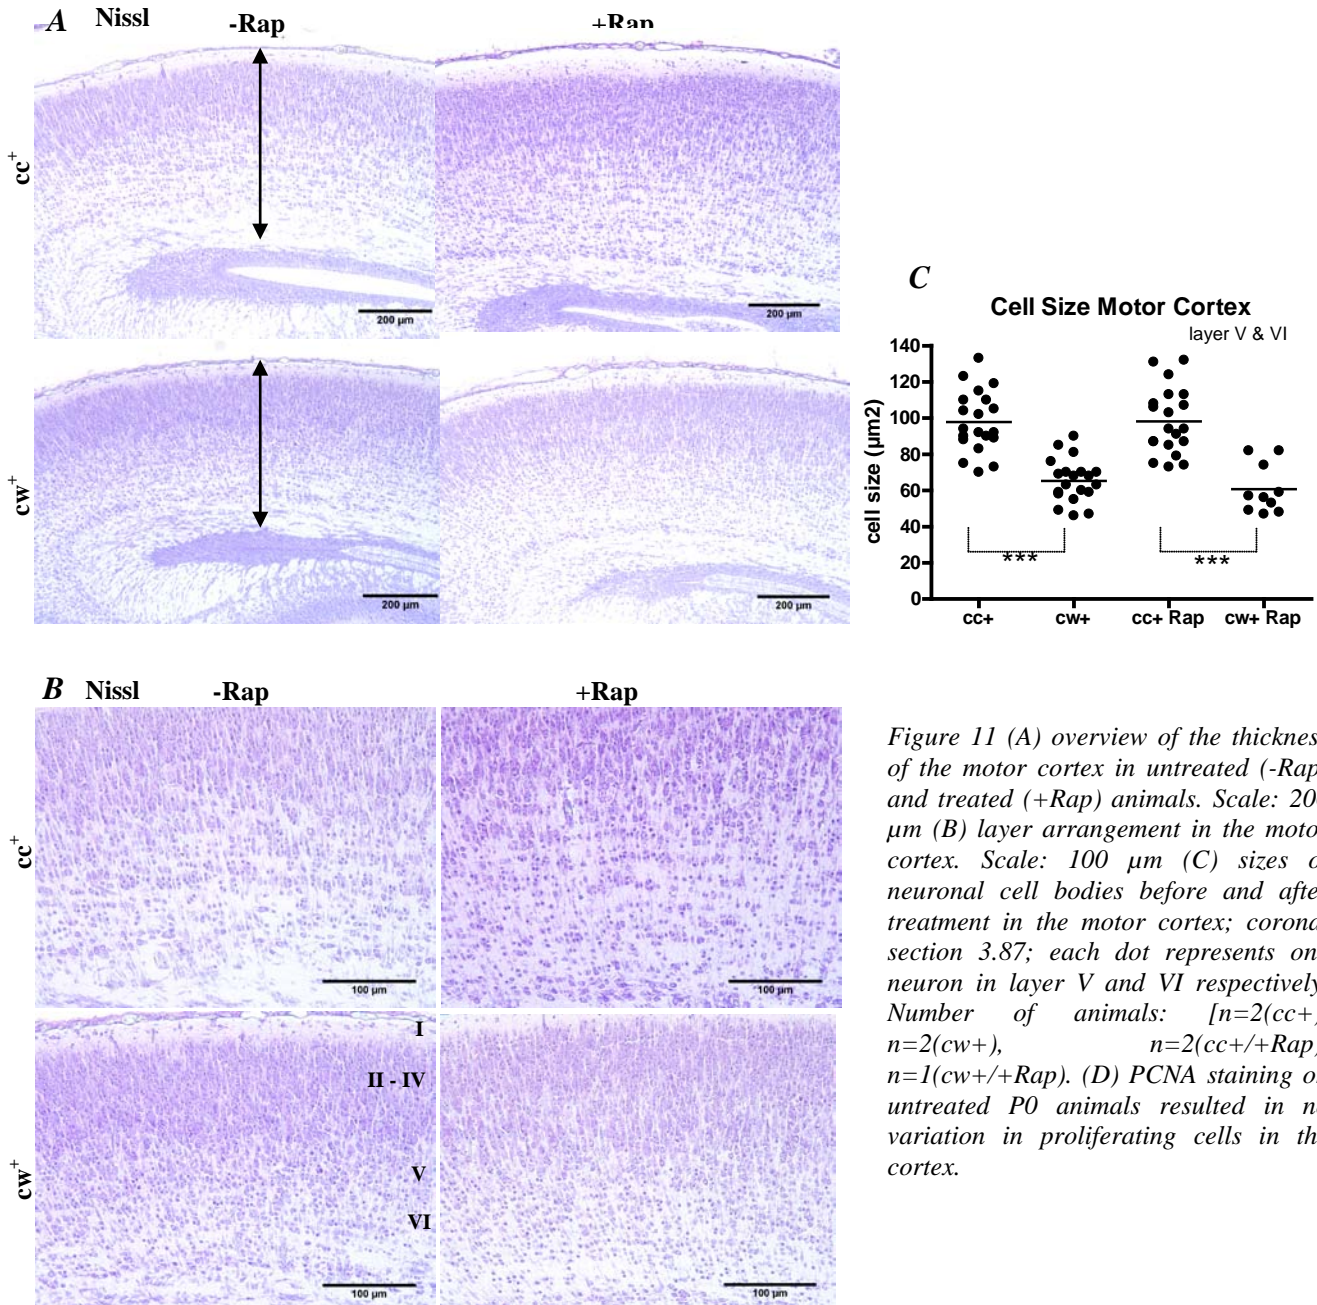 A Nissl -Rap +Rap
cc+
200 µm
200 µm
cw+
200 µm
200 µm
C
Cell Size Motor Cortex
layer V & VI
cell size (µm2)
140
120
100
80
60
40
20
0
***
***
cc+ cw+ cc+ Rap cw+ Rap
B Nissl -Rap +Rap
cc+
100 µm
100 µm
cw+
I
II - IV
V
VI
100 µm
100 µm
Figure 11 (A) overview of the thicknes
of the motor cortex in untreated (-Rap
and treated (+Rap) animals. Scale: 20
µm (B) layer arrangement in the moto
cortex. Scale: 100 µm (C) sizes o
neuronal cell bodies before and afte
treatment in the motor cortex; corona
section 3.87; each dot represents on
neuron in layer V and VI respectively
Number of animals: [n=2(cc+)
n=2(cw+), n=2(cc+/+Rap)
n=1(cw+/+Rap). (D) PCNA staining o
untreated P0 animals resulted in n
variation in proliferating cells in th
cortex.